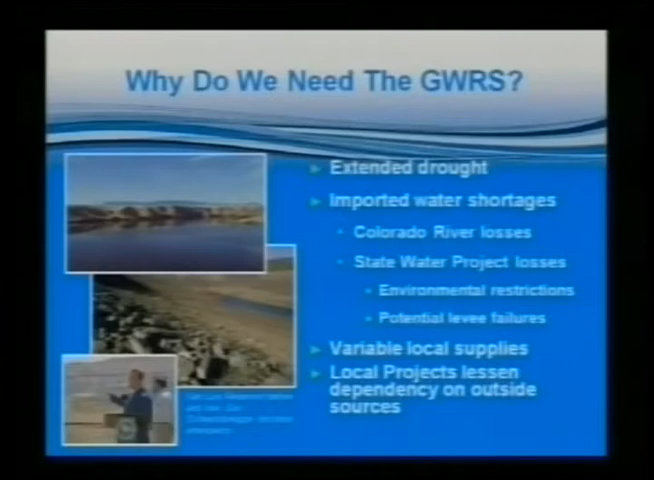 Why Do We Need The GWRS?
Extended drought
Imported water shortages
Colorado River losses
State Water Project losses
Environmental restrictions
Potential levee failures
Variable local supplies
Local Projects lessen
dependency on outside
sources